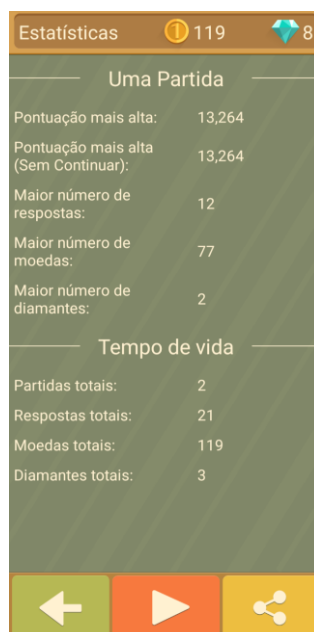 Estatísticas 1 119 8
Uma Partida
Pontuação mais alta: 13,264
Pontuação mais alta
(Sem Continuar): 13,264
Maior número de
respostas: 12
Maior número de
moedas: 77
Maior número de
diamantes: 2
Tempo de vida
Partidas totais: 2
Respostas totais: 21
Moedas totais: 119
Diamantes totais: 3